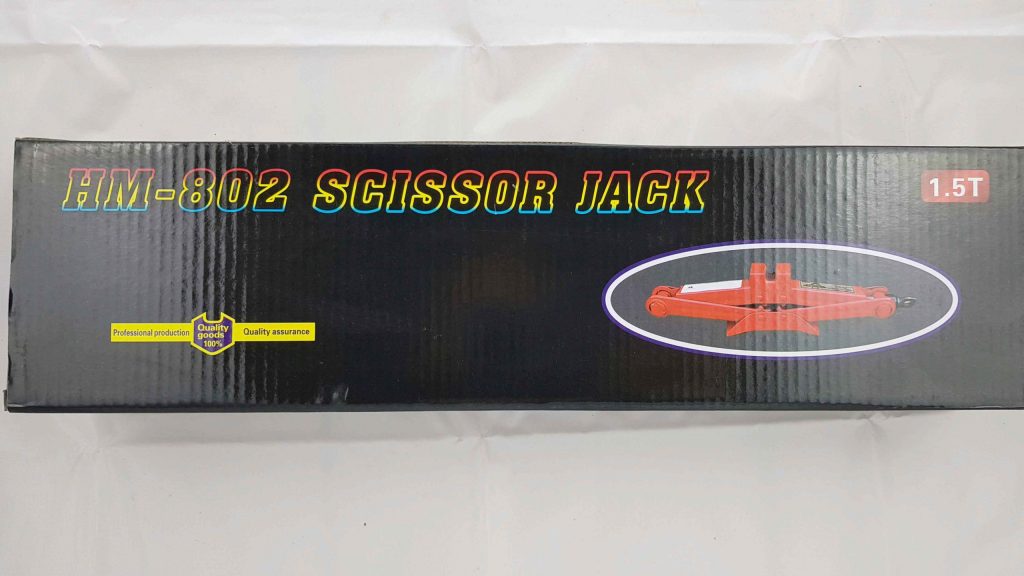 HM-802 SCISSOR JACK
1.5T
Professional production
Quality
goods
100%
Quality assurance